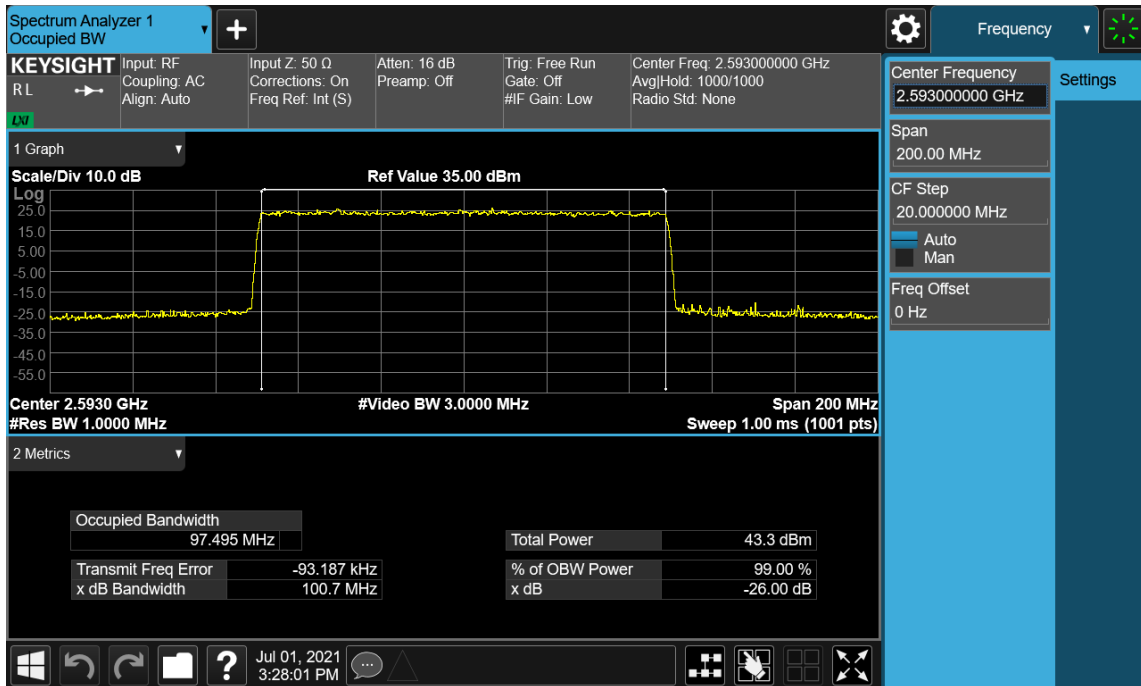 Spectrum Analyzer 1
Occupied BW
Frequency
KEYSIGHT
Input: RF
Input Z: 50 Ω
Atten: 16 dB
Trig: Free Run
Center Freq: 2.593000000 GHz
R L
Coupling: AC
Corrections: On
Preamp: Off
Gate: Off
Avg|Hold: 1000/1000
Align: Auto
Freq Ref: Int (S)
#IF Gain: Low
Radio Std: None
LXI
Center Frequency
2.593000000 GHz
Settings
Span
200.00 MHz
CF Step
20.000000 MHz
Auto
Man
Freq Offset
0 Hz
1 Graph
Scale/Div 10.0 dB
Ref Value 35.00 dBm
Log
25.0
15.0
5.00
-5.00
-15.0
-25.0
-35.0
-45.0
-55.0
Center 2.5930 GHz
#Video BW 3.0000 MHz
Span 200 MHz
#Res BW 1.0000 MHz
Sweep 1.00 ms (1001 pts)
2 Metrics
Occupied Bandwidth
97.495 MHz
Total Power
43.3 dBm
Transmit Freq Error
-93.187 kHz
% of OBW Power
99.00 %
x dB Bandwidth
100.7 MHz
x dB
-26.00 dB
?
Jul 01, 2021
3:28:01 PM